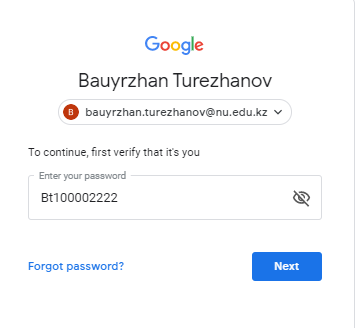 Google
Bauyrzhan Turezhanov
B bauyrzhan.turezhanov@nu.edu.kz
To continue, first verify that it's you
Enter your password
Bt100002222
Forgot password?
Next